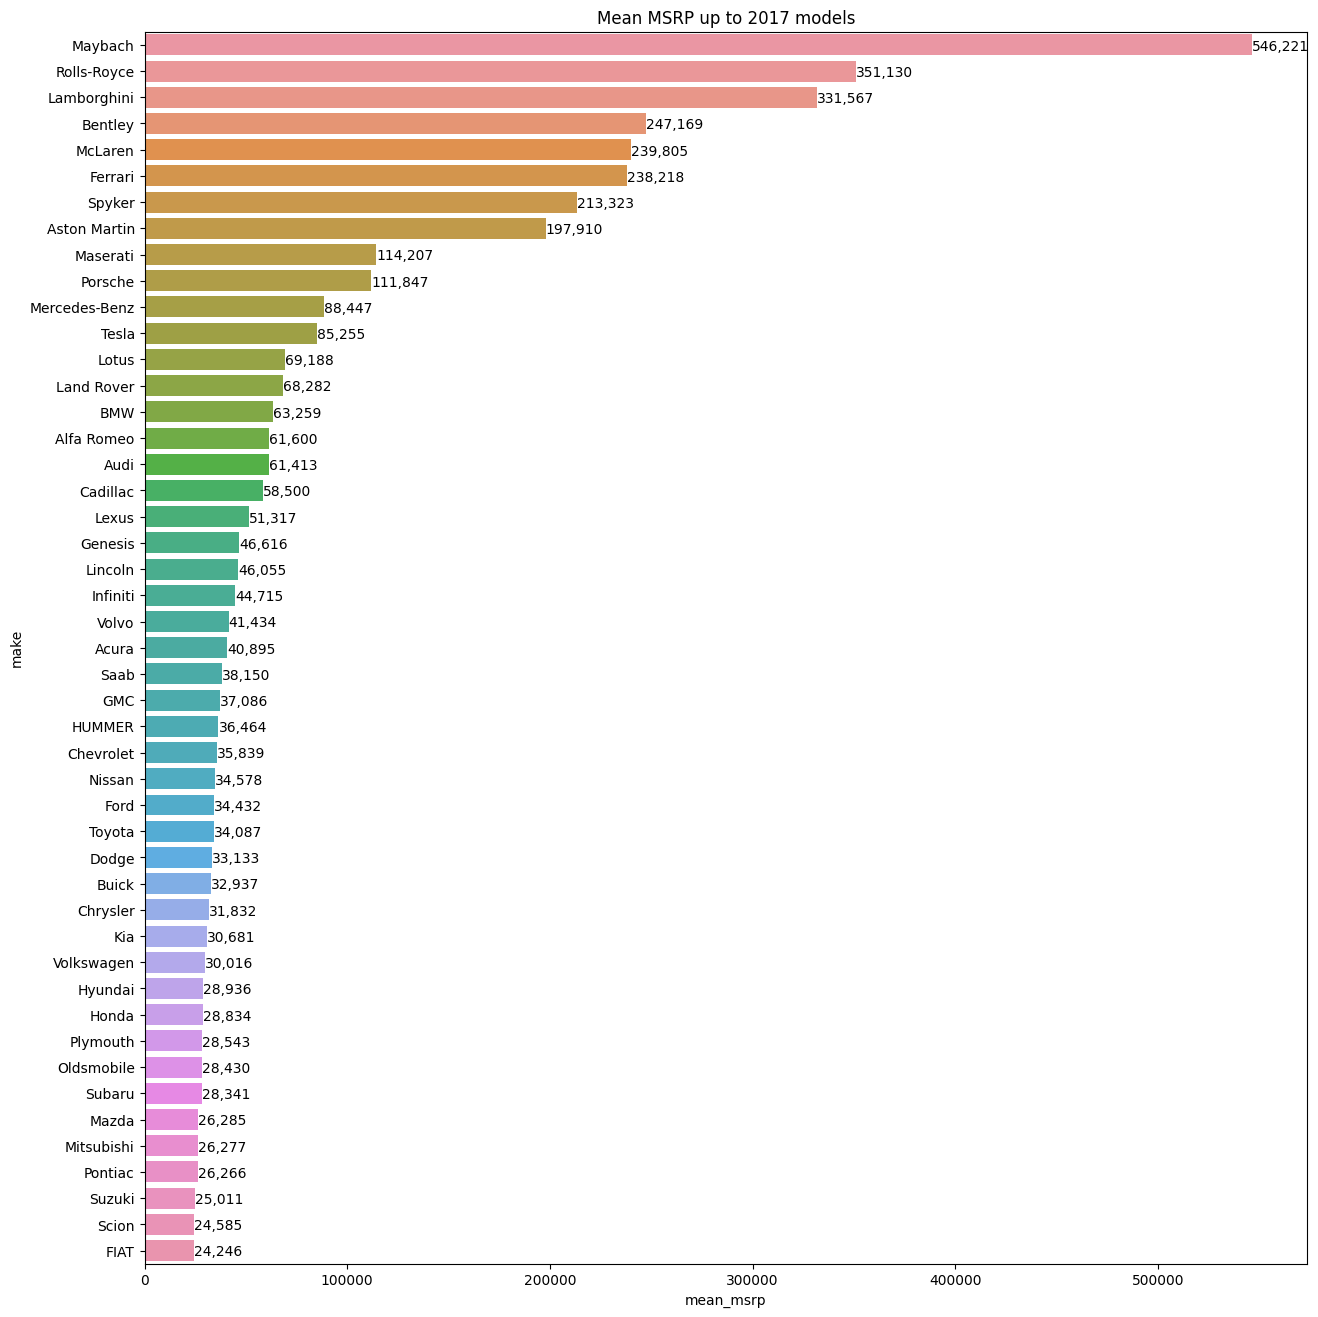 Mean MSRP up to 2017 models
Maybach 546,221
Rolls-Royce 351,130
Lamborghini 331,567
Bentley 247,169
McLaren 239,805
Ferrari 238,218
Spyker 213,323
Aston Martin 197,910
Maserati 114,207
Porsche 111,847
Mercedes-Benz 88,447
Tesla 85,255
Lotus 69,188
Land Rover 68,282
BMW 63,259
Alfa Romeo 61,600
Audi 61,413
Cadillac 58,500
Lexus 51,317
Genesis 46,616
Lincoln 46,055
Infiniti 44,715
Volvo 41,434
Acura 40,895
Saab 38,150
GMC 37,086
HUMMER 36,464
Chevrolet 35,839
Nissan 34,578
Ford 34,432
Toyota 34,087
Dodge 33,133
Buick 32,937
Chrysler 31,832
Kia 30,681
Volkswagen 30,016
Hyundai 28,936
Honda 28,834
Plymouth 28,543
Oldsmobile 28,430
Subaru 28,341
Mazda 26,285
Mitsubishi 26,277
Pontiac 26,266
Suzuki 25,011
Scion 24,585
FIAT 24,246
make
0 100000 200000 300000 400000 500000
mean_msrp